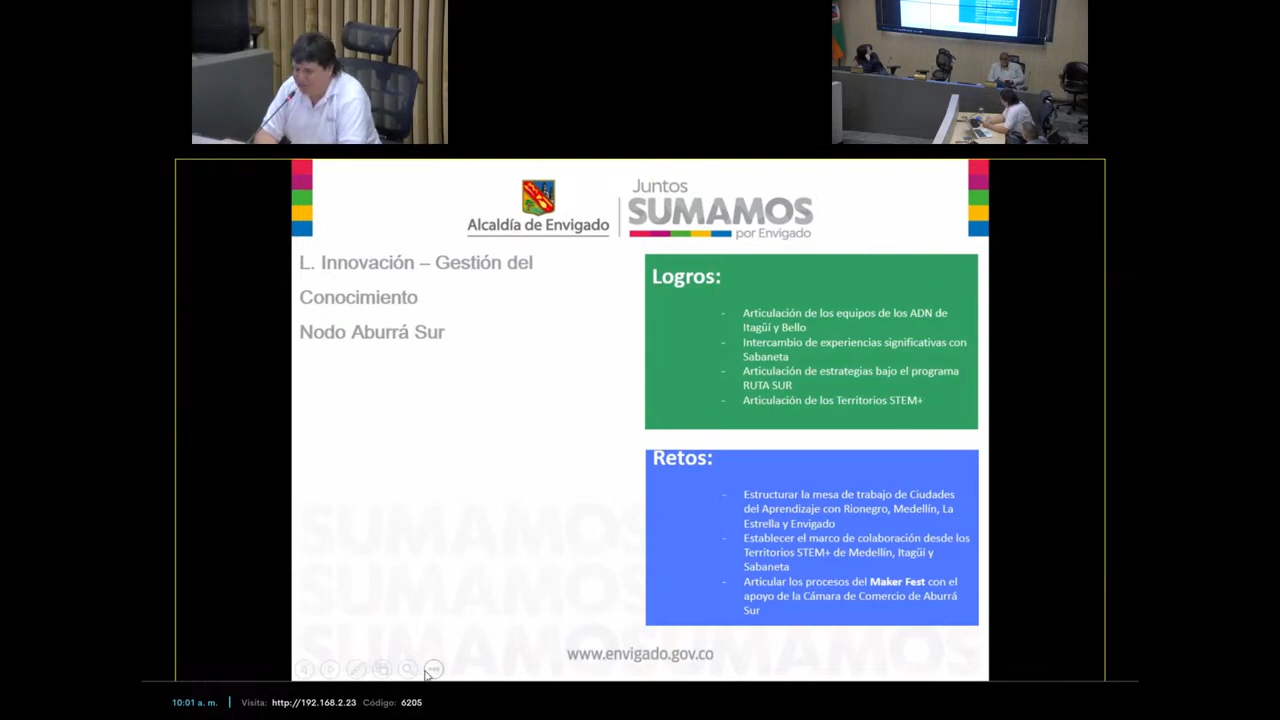 Alcaldía de Envigado
Juntos
SUMAMOS
por Envigado
L. Innovación – Gestión del
Conocimiento
Nodo Aburrá Sur
Logros:
- Articulación de los equipos de los ADN de
Itagüí y Bello
- Intercambio de experiencias significativas con
Sabaneta
- Articulación de estrategias bajo el programa
RUTA SUR
- Articulación de los Territorios STEM+
Retos:
- Estructurar la mesa de trabajo de Ciudades
del Aprendizaje con Rionegro, Medellín, La
Estrella y Envigado
- Establecer el marco de colaboración desde los
Territorios STEM+ de Medellín, Itagüí y
Sabaneta
- Articular los procesos del Maker Fest con el
apoyo de la Cámara de Comercio de Aburrá
Sur
SUMAMOS
SUMAMOS
SUMAMOSSUMAMOS
www.envigado.gov.co
10:01 a. m. | Visita: http://192.168.2.23 Código: 6205